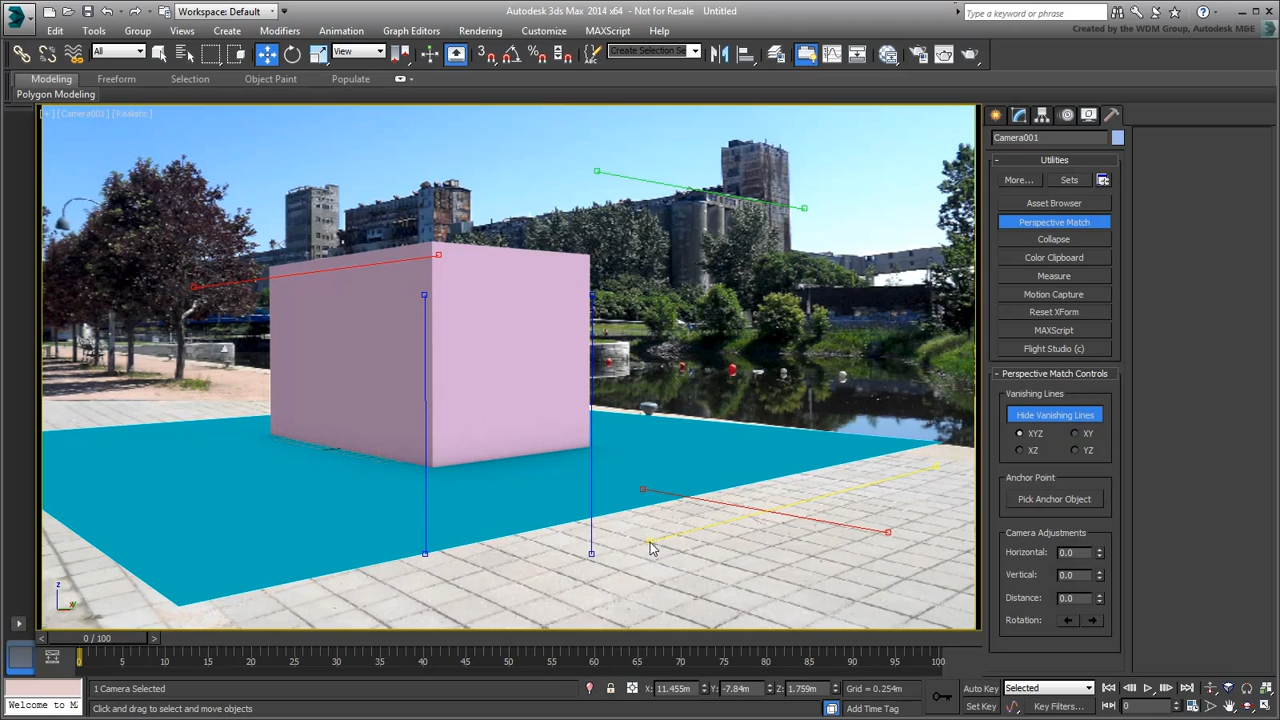 Workspace: Default
Autodesk 3ds Max 2014 - Not for Resale Untitled
Type a keyword or phrase
Edit Tools Group Views Create Modifiers Animation Graph Editors Rendering Customize MAXScript Help
Created by the WDM Group, Autodesk M&E
All
View
Create Selection Se
Modeling Freeform Selection Object Paint Populate
Polygon Modeling
[+] [Camera001] [Realistic]
Camera001
Utilities
More... Sets
Asset Browser
Perspective Match
Collapse
Color Clipboard
Measure
Motion Capture
Reset XForm
MAXScript
Flight Studio (c)
Perspective Match Controls
Vanishing Lines
Hide Vanishing Lines
XYZ XY
XZ YZ
Anchor Point
Pick Anchor Object
Camera Adjustments
Horizontal: 0.0
Vertical: 0.0
Distance: 0.0
Rotation:
z
0 / 100
0 5 10 15 20 25 30 35 40 45 50 55 60 65 70 75 80 85 90 95 100
1 Camera Selected
X: 11.455m Y: -7.84m Z: 1.759m Grid = 0.254m
Auto Key Selected
Welcome to M
Click and drag to select and move objects
Add Time Tag
Set Key Key Filters... 0